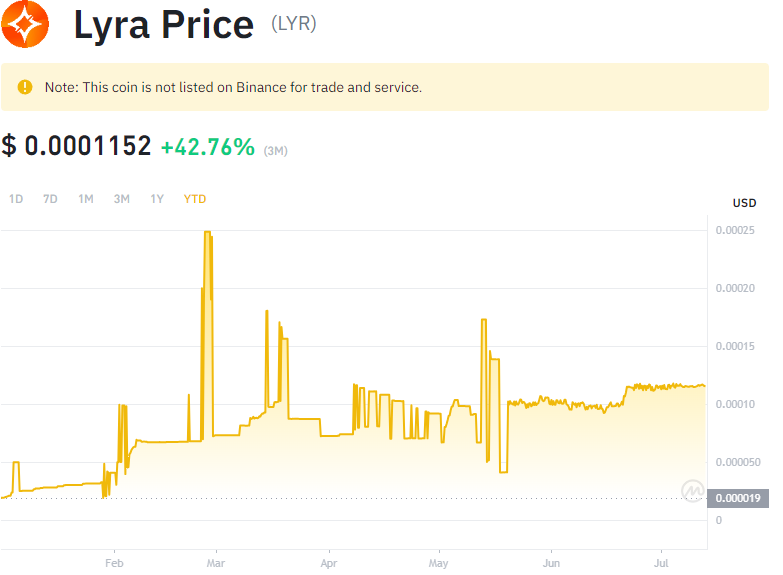 Lyra Price (LYR)
Note: This coin is not listed on Binance for trade and service.
$ 0.0001152 +42.76% (3M)
1D 7D 1M 3M 1Y YTD
USD
0.00025
0.00020
0.00015
0.00010
0.000050
0.000019
0
Feb Mar Apr May Jun Jul